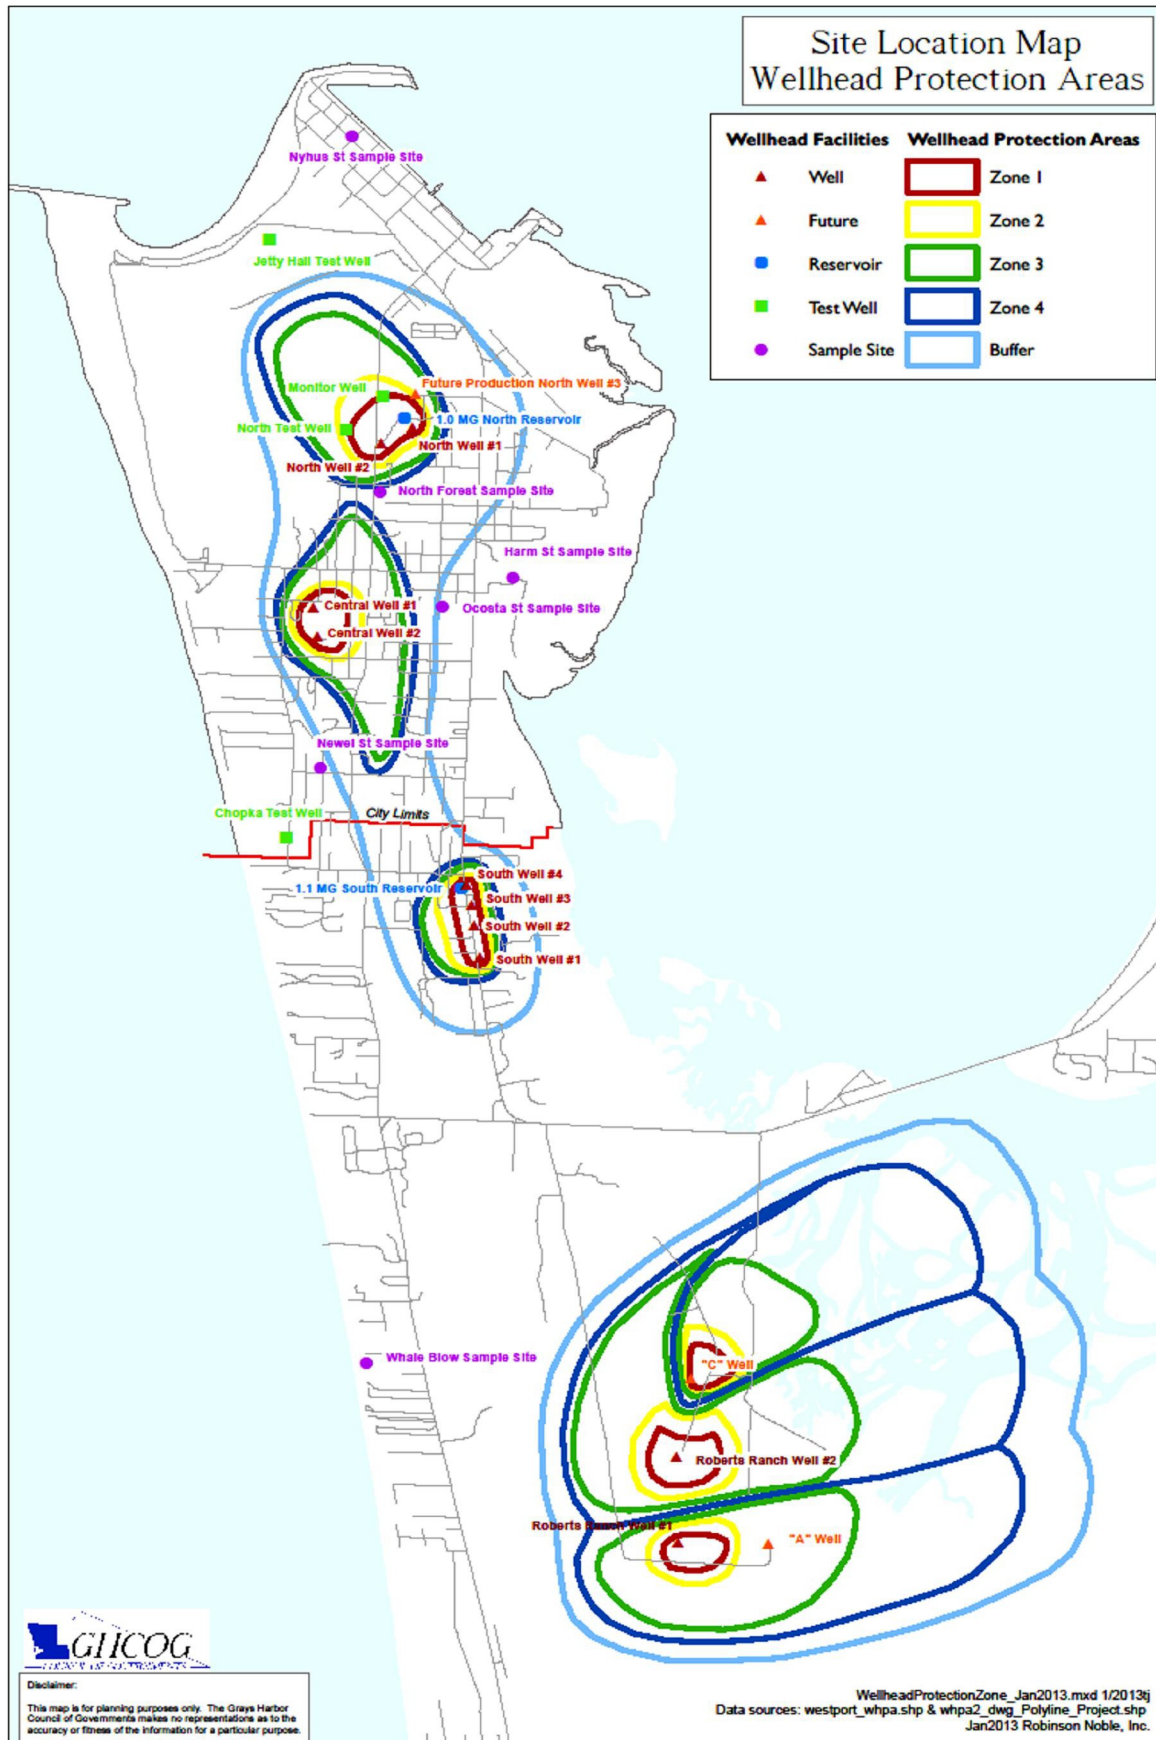 Site Location Map
Wellhead Protection Areas
Wellhead Facilities
Well
Future
Reservoir
Test Well
Sample Site
Wellhead Protection Areas
Zone 1
Zone 2
Zone 3
Zone 4
Buffer
Nyhus St Sample Site
Jetty Hall Test Well
Monitor Well
Future Production North Well #3
North Test Well
1.0 MG North Reservoir
North Well #1
North Well #2
North Forest Sample Site
Harm St Sample Site
Central Well #1
Ocosta St Sample Site
Central Well #2
Newel St Sample Site
Chopka Test Well
City Limits
South Well #4
1.1 MG South Reservoir
South Well #3
South Well #2
South Well #1
Whale Blow Sample Site
"C" Well
Roberts Ranch Well #2
Roberts Ranch Well #1
"A" Well
GHCOG
Disclaimer:
This map is for planning purposes only. The Grays Harbor
Council of Governments makes no representations as to the
accuracy or fitness of the information for a particular purpose.
WellheadProtectionZone_Jan2013.mxd 1/2013tj
Data sources: westport_whpa.shp & whpa2_dwg_Polyline_Project.shp
Jan2013 Robinson Noble, Inc.